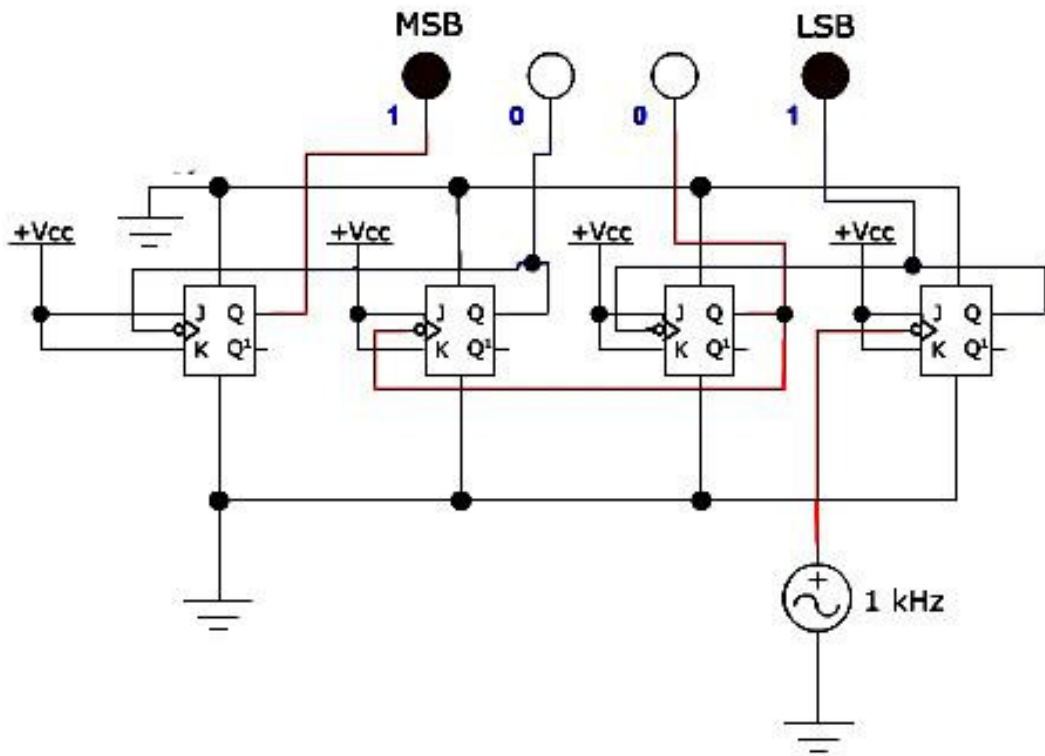 MSB LSB
1 0 0 1
+Vcc +Vcc +Vcc +Vcc
J Q J Q J Q J Q
K Q¹ K Q¹ K Q¹ K Q¹
+
1 kHz